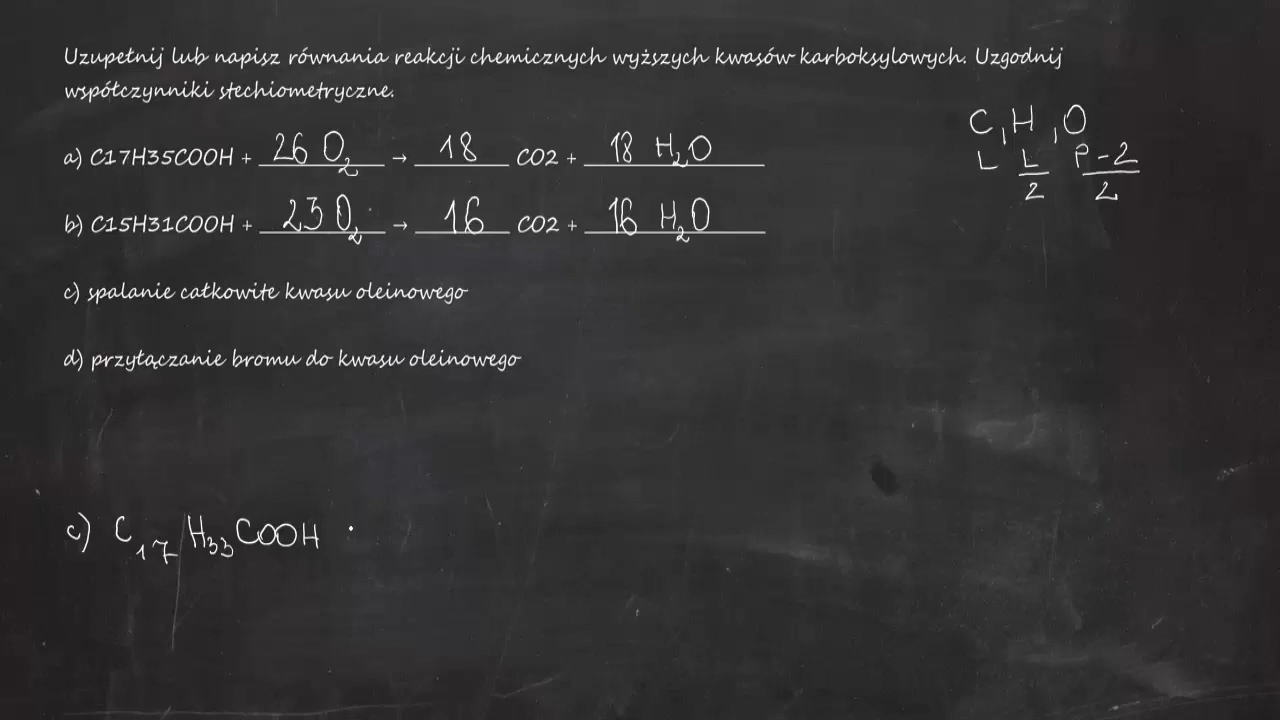 Uzupełnij lub napisz równania reakcji chemicznych wyższych kwasów karboksylowych. Uzgodnij
współczynniki stechiometryczne.
C, H, O
L L/2 P-2/2
a) C17H35COOH + 26 O2 → 18 CO2 + 18 H2O
b) C15H31COOH + 23 O2 → 16 CO2 + 16 H2O
c) spalanie całkowite kwasu oleinowego
d) przyłączanie bromu do kwasu oleinowego
c) C17H33COOH